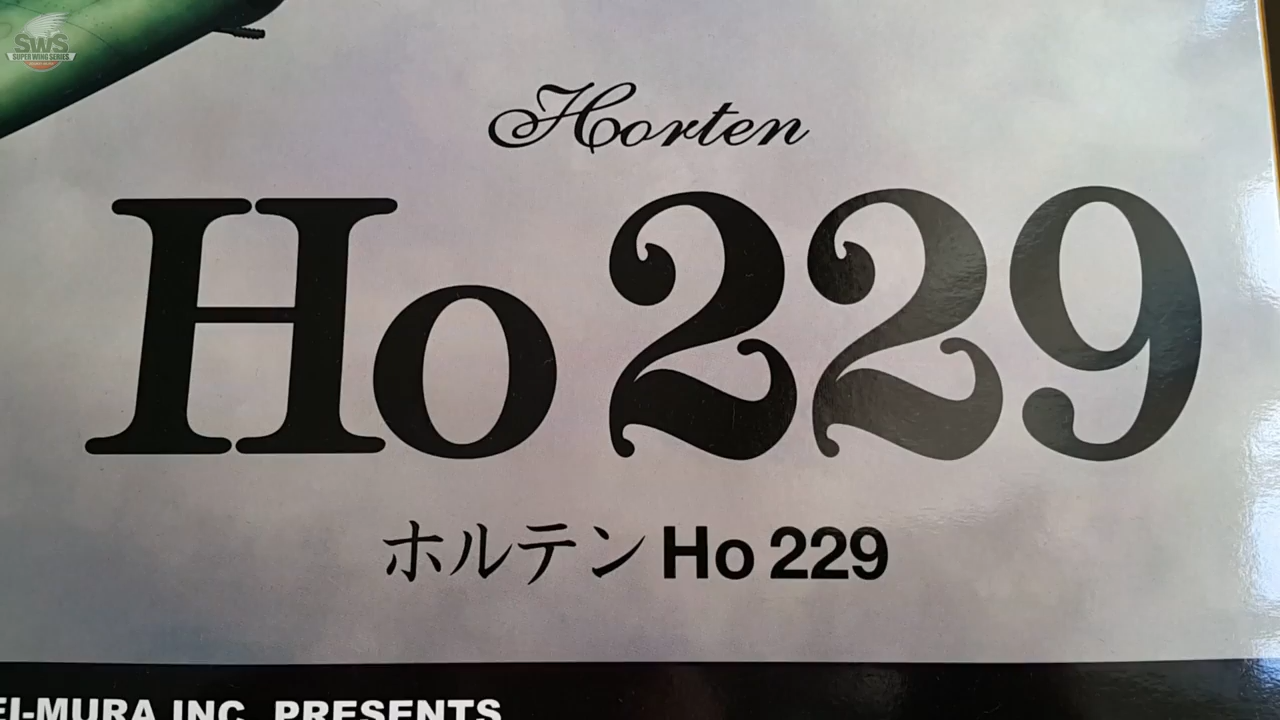 SWS
SUPER WING SERIES
Horten
Ho 229
ホルテン Ho 229
EI-MURA INC. PRESENTS